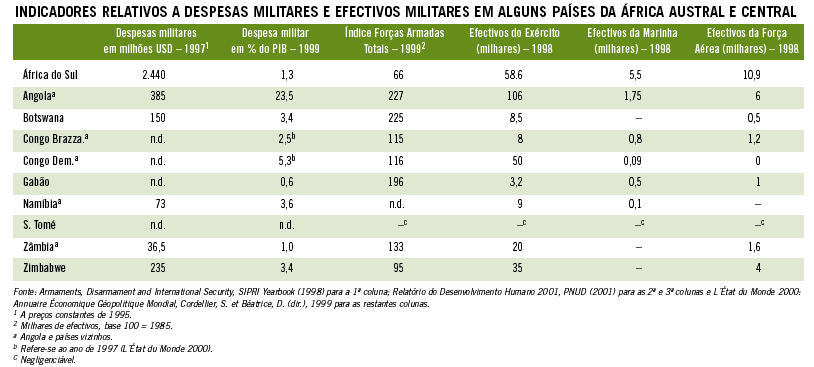 INDICADORES RELATIVOS A DESPESAS MILITARES E EFECTIVOS MILITARES EM ALGUNS PAÍSES DA ÁFRICA AUSTRAL E CENTRAL
Despesas militares em milhões USD – 1997¹ Despesa militar em % do PIB – 1999 Índice Forças Armadas Totais – 1999² Efectivos do Exército (milhares) – 1998 Efectivos da Marinha (milhares) – 1998 Efectivos da Força Aérea (milhares) – 1998
África do Sul 2.440 1,3 66 58.6 5,5 10,9
Angolaª 385 23,5 227 106 1,75 6
Botswana 150 3,4 225 8,5 – 0,5
Congo Brazza.ª n.d. 2,5ᵇ 115 8 0,8 1,2
Congo Dem.ª n.d. 5,3ᵇ 116 50 0,09 0
Gabão n.d. 0,6 196 3,2 0,5 1
Namíbiaª 73 3,6 n.d. 9 0,1 –
S. Tomé n.d. n.d. –ᶜ –ᶜ –ᶜ –ᶜ
Zâmbiaª 36,5 1,0 133 20 – 1,6
Zimbabwe 235 3,4 95 35 – 4
Fonte: Armaments, Disarmament and International Security, SIPRI Yearbook (1998) para a 1ª coluna; Relatório do Desenvolvimento Humano 2001, PNUD (2001) para as 2ª e 3ª colunas e L'État du Monde 2000;
Annuaire Économique Géopolitique Mondial, Cordellier, S. et Béatrice, D. (dir.), 1999 para as restantes colunas.
¹ A preços constantes de 1995.
² Milhares de efectivos, base 100 = 1985.
ª Angola e países vizinhos.
ᵇ Refere-se ao ano de 1997 (L'État du Monde 2000).
ᶜ Negligenciável.